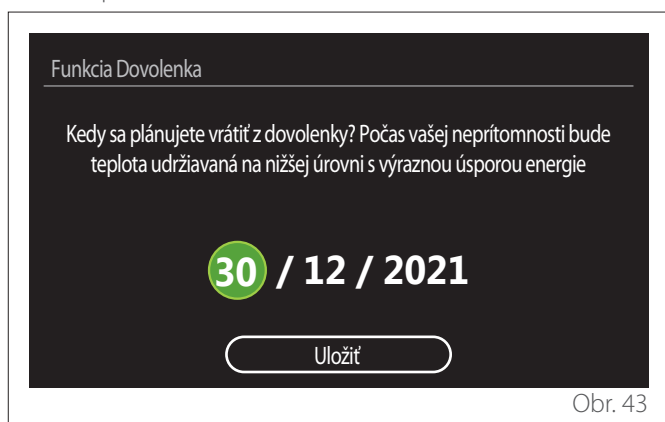 Funkcia Dovolenka
Kedy sa plánujete vrátiť z dovolenky? Počas vašej neprítomnosti bude
teplota udržiavaná na nižšej úrovni s výraznou úsporou energie
30 / 12 / 2021
Uložiť
Obr. 43